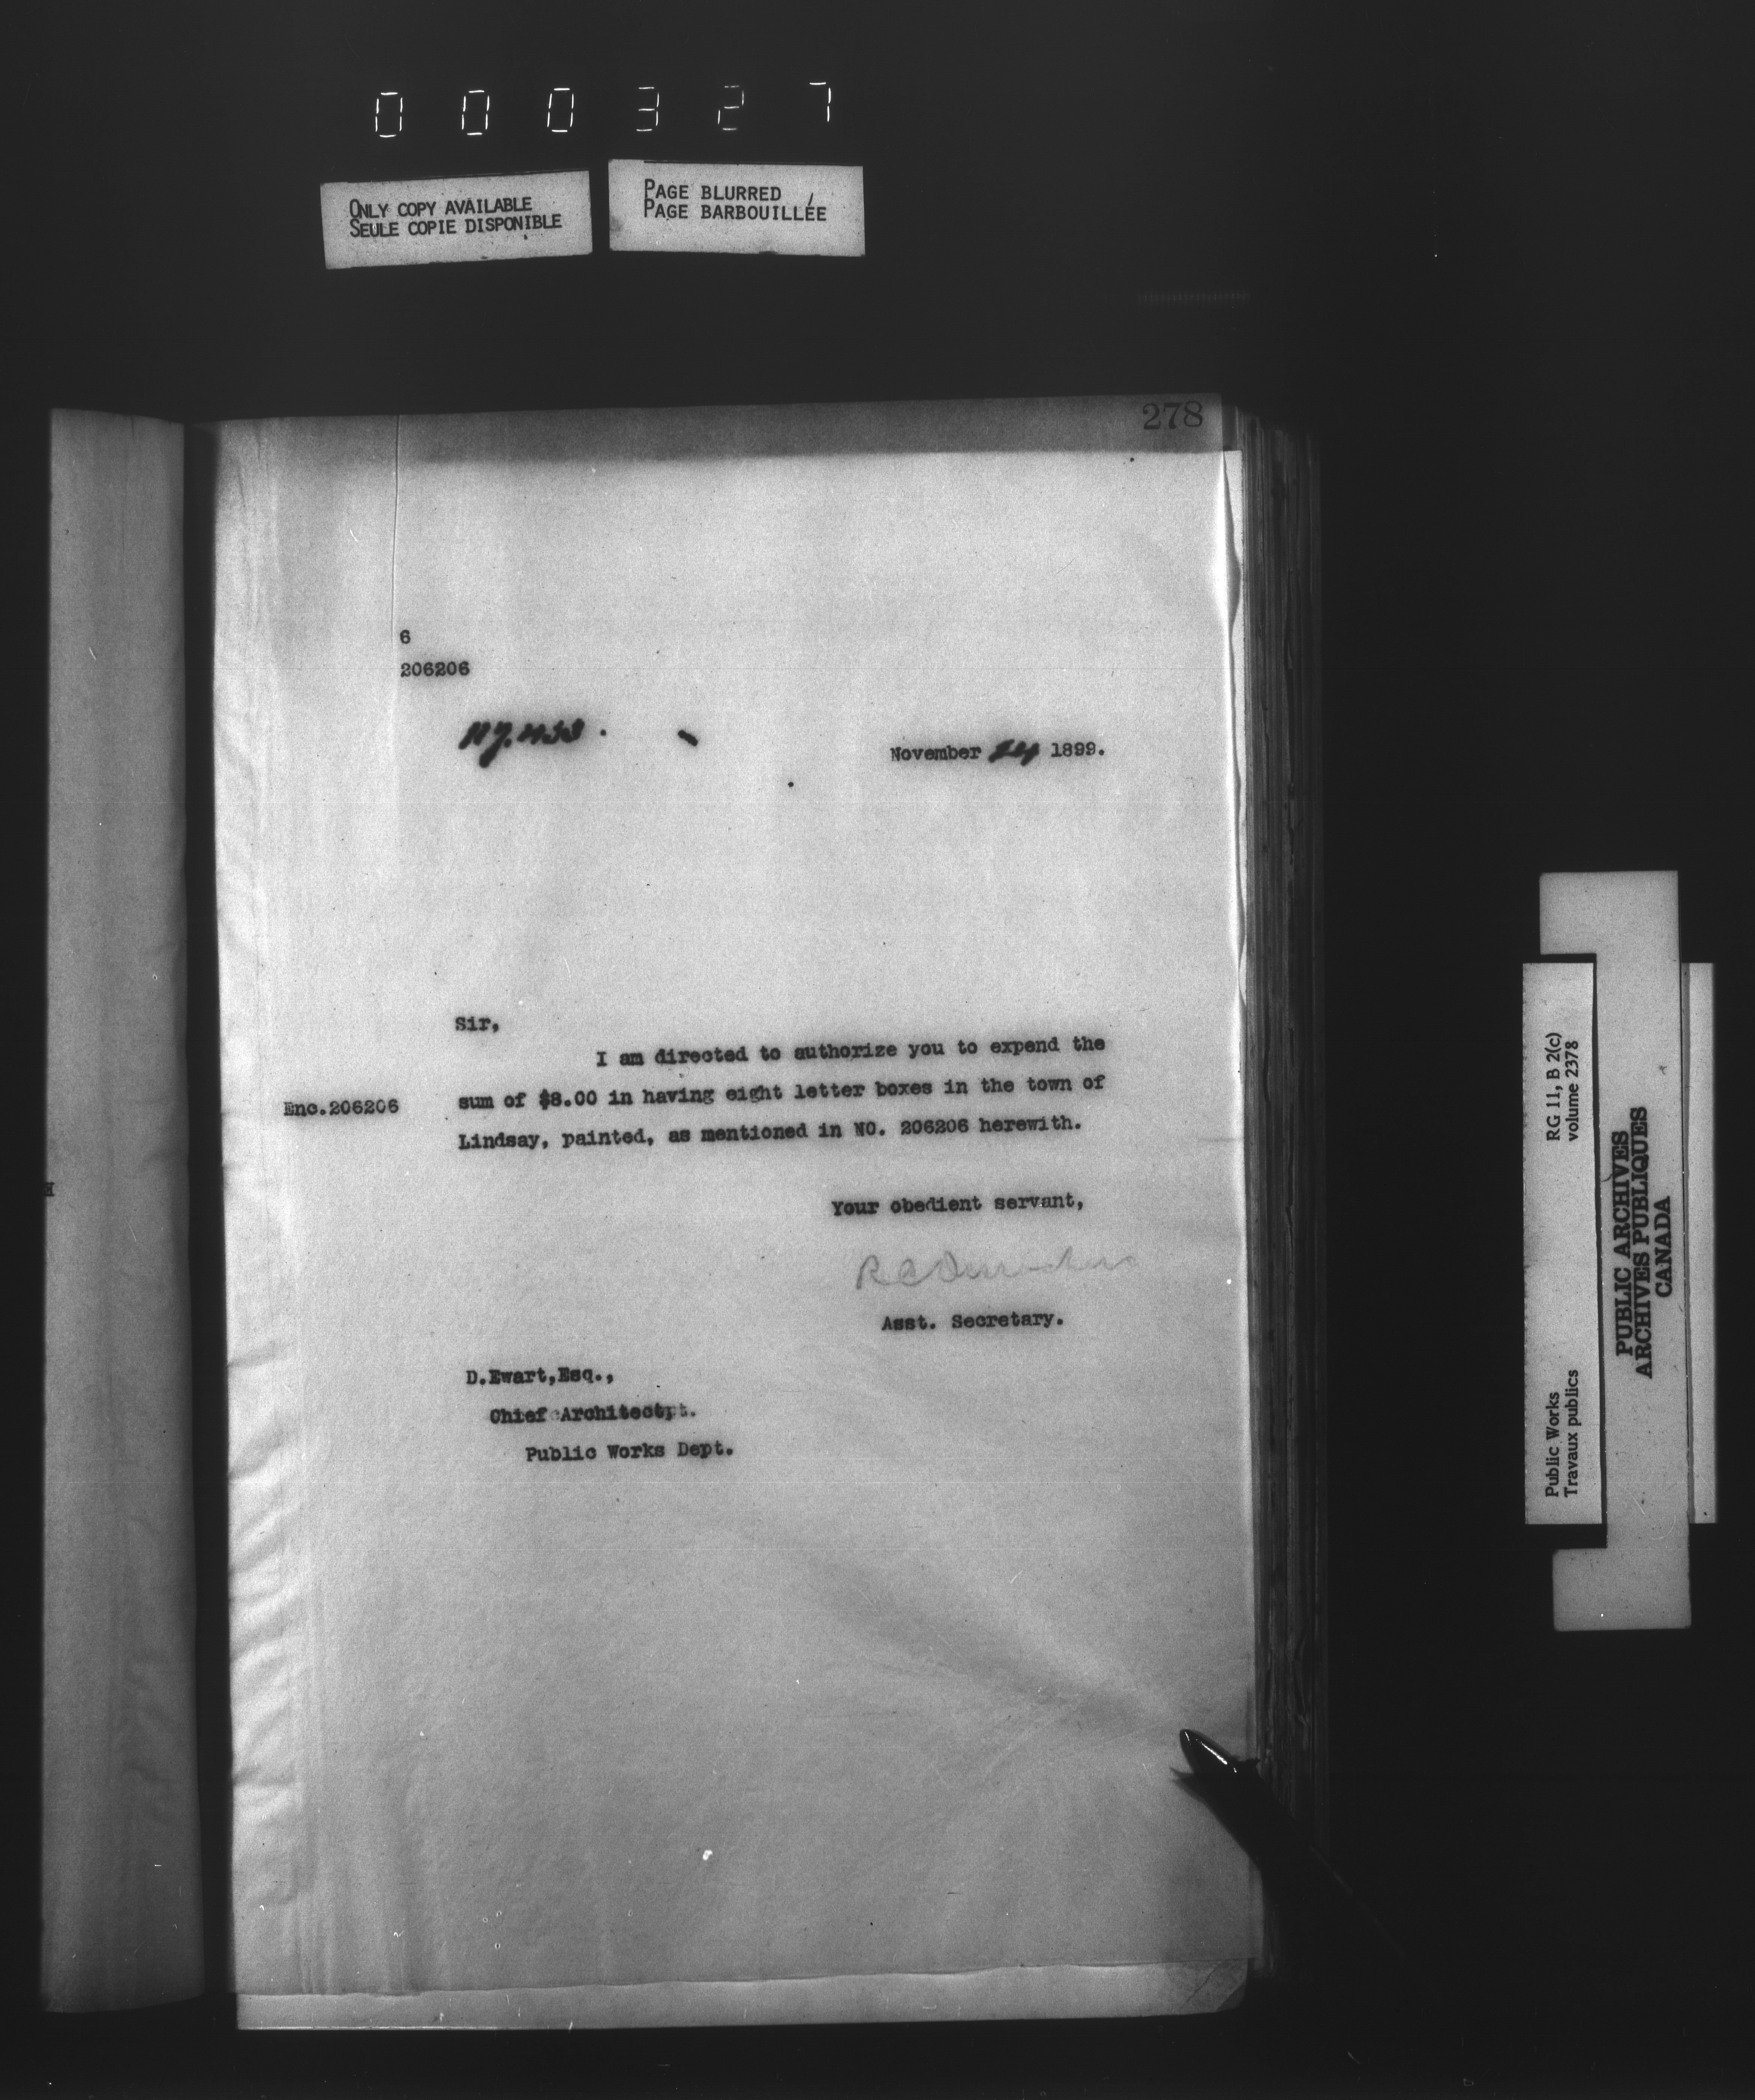 000327
ONLY COPY AVAILABLE
SEULE COPIE DISPONIBLE
PAGE BLURRED
PAGE BARBOUILLÉE
278
6
206206
November 24 1899.
Sir,
I am directed to authorize you to expend the
Enc.206206
sum of $8.00 in having eight letter boxes in the town of
Lindsay, painted, as mentioned in NO. 206206 herewith.
Your obedient servant,
Asst. Secretary.
D.Ewart,Esq.,
Chief Architect.
Public Works Dept.
RG 11, B 2(c)
volume 2378
Public Works
Travaux publics
PUBLIC ARCHIVES
ARCHIVES PUBLIQUES
CANADA